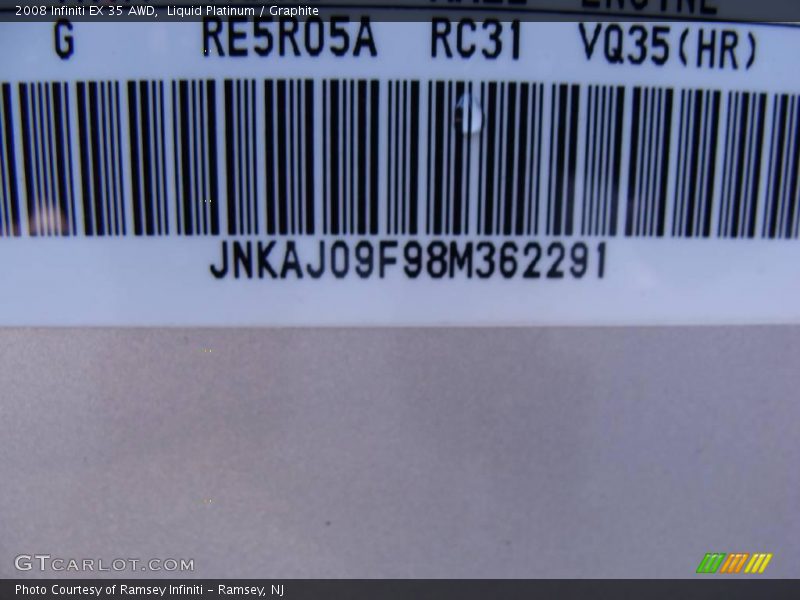 2008 Infiniti EX 35 AWD, Liquid Platinum / Graphite
G RE5R05A RC31 VQ35(HR)
JNKAJ09F98M362291
GTCARLOT.COM
Photo Courtesy of Ramsey Infiniti - Ramsey, NJ